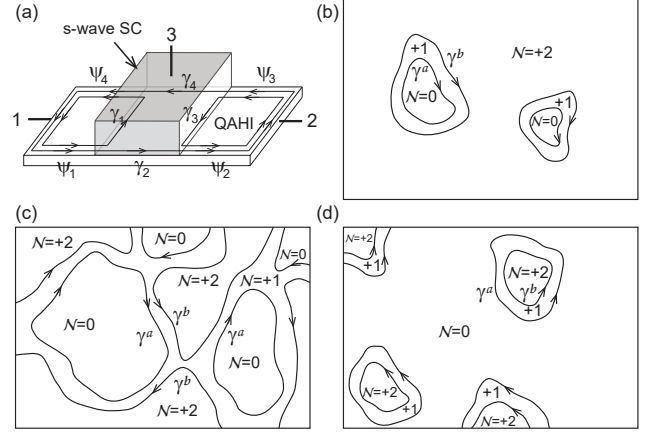 (a)
s-wave SC
3
ψ4
γ4
ψ3
1
γ1
γ3
QAHI
2
ψ1
γ2
ψ2
(b)
+1
γᵇ
N=+2
γᵃ
N=0
+1
N=0
(c)
N=+2
N=0
N=0
N=+2
N=+1
N=0
γᵃ
γᵇ
γᵃ
N=0
γᵇ
N=+2
(d)
N=+2
+1
N=+2
γᵃ
γᵇ
+1
N=0
N=+2
+1
+1
N=+2